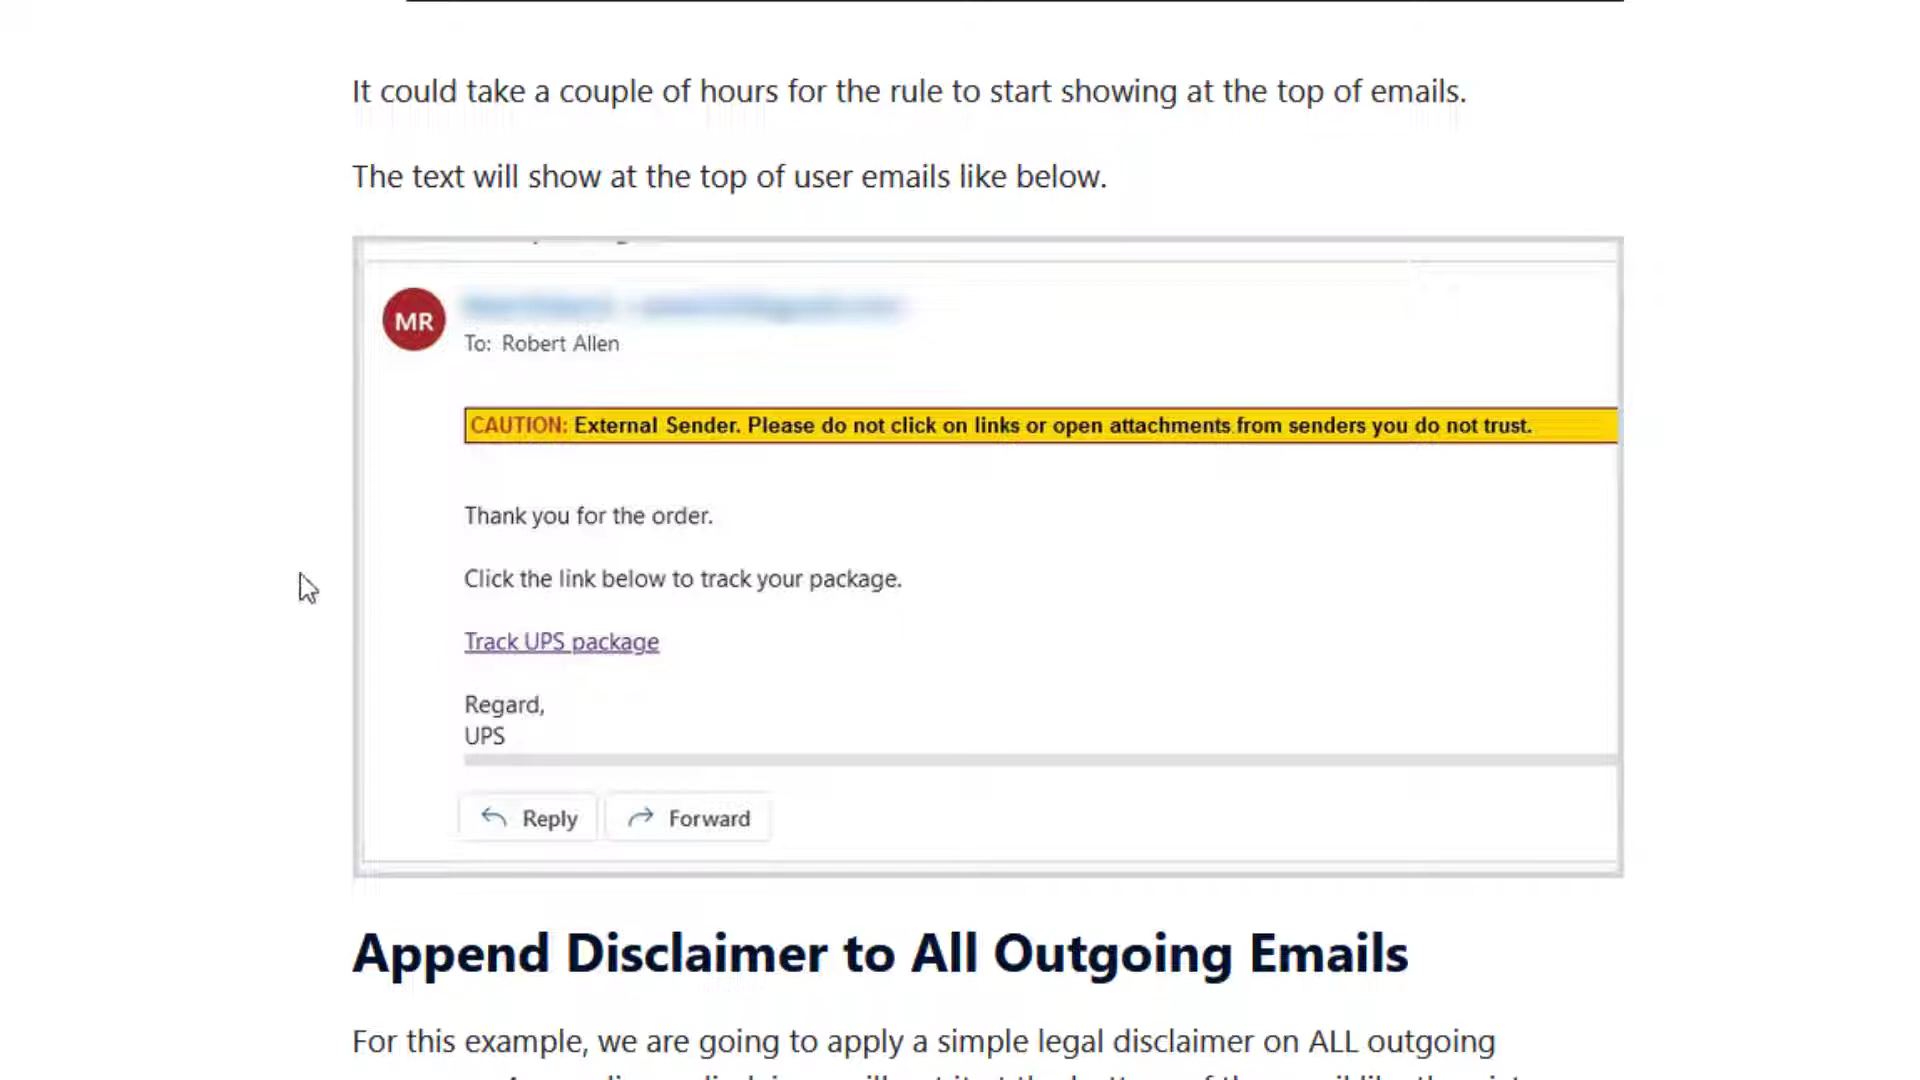 It could take a couple of hours for the rule to start showing at the top of emails.
The text will show at the top of user emails like below.
MR
To: Robert Allen
CAUTION: External Sender. Please do not click on links or open attachments from senders you do not trust.
Thank you for the order.
Click the link below to track your package.
Track UPS package
Regard,
UPS
Reply
Forward
Append Disclaimer to All Outgoing Emails
For this example, we are going to apply a simple legal disclaimer on ALL outgoing